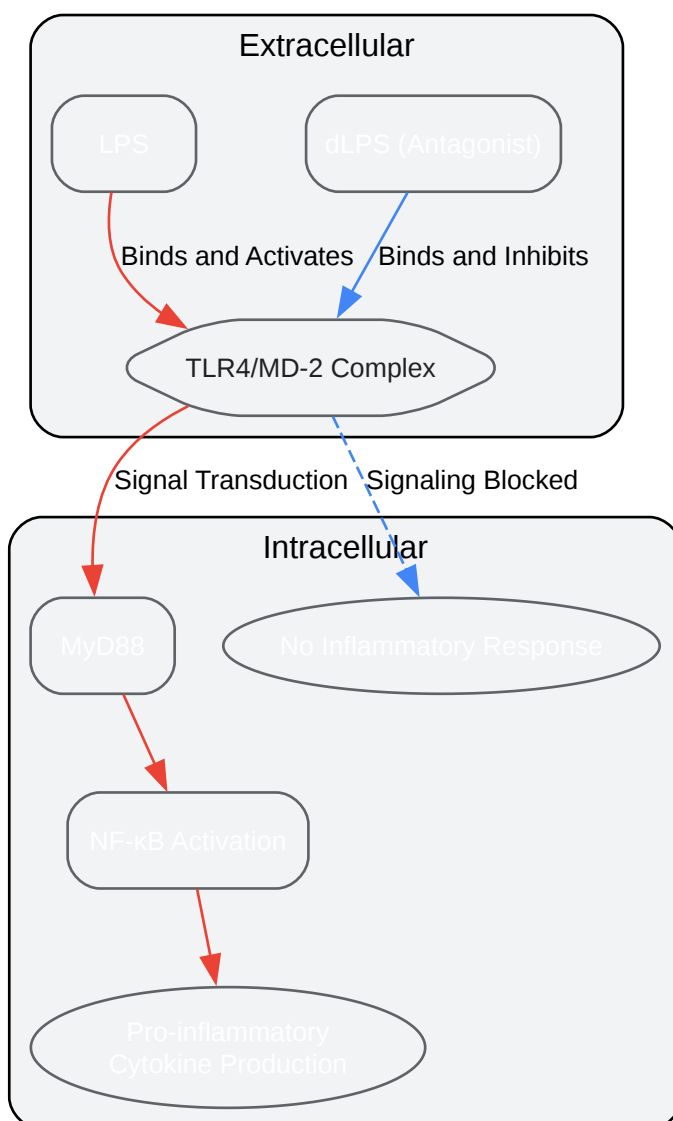 Extracellular
LPS
dLPS (Antagonist)
Binds and Activates
Binds and Inhibits
TLR4/MD-2 Complex
Signal Transduction
Signaling Blocked
Intracellular
MyD88
No Inflammatory Response
NF-κB Activation
Pro-inflammatory
Cytokine Production